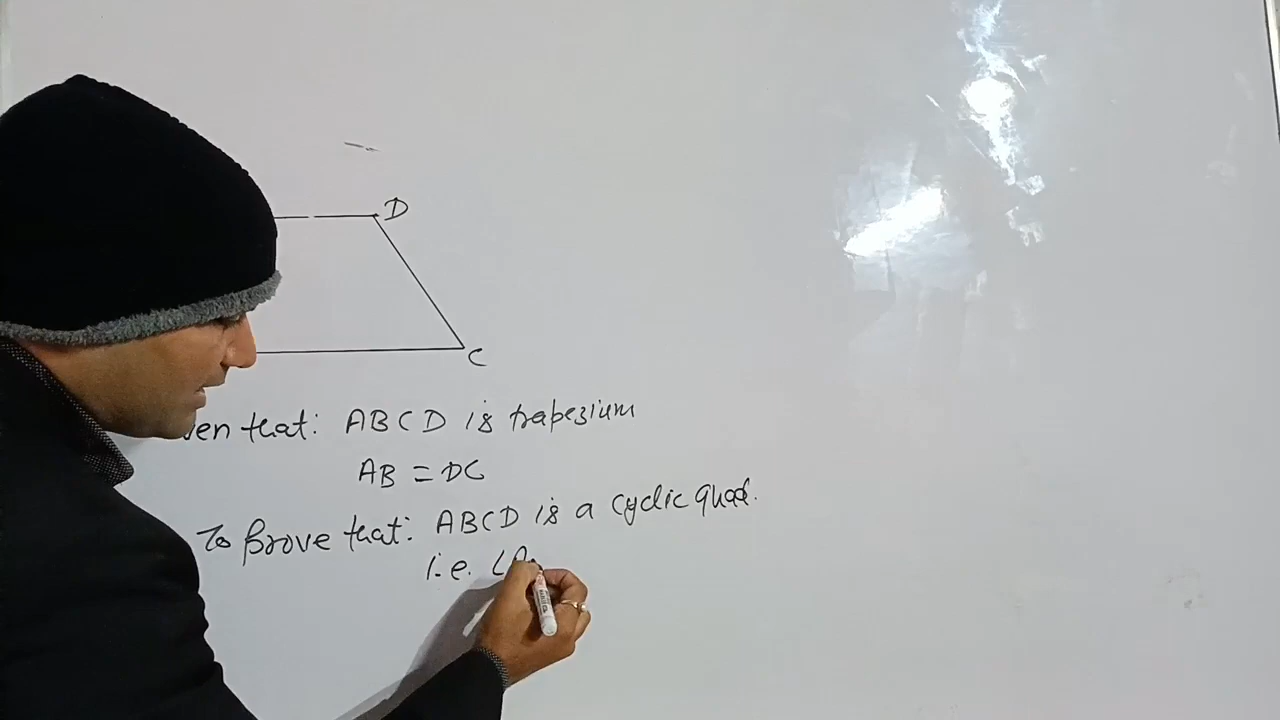 D
C
ven that: ABCD is trapezium
AB = DC
To prove that: ABCD is a cyclic quad.
i.e. ∠A